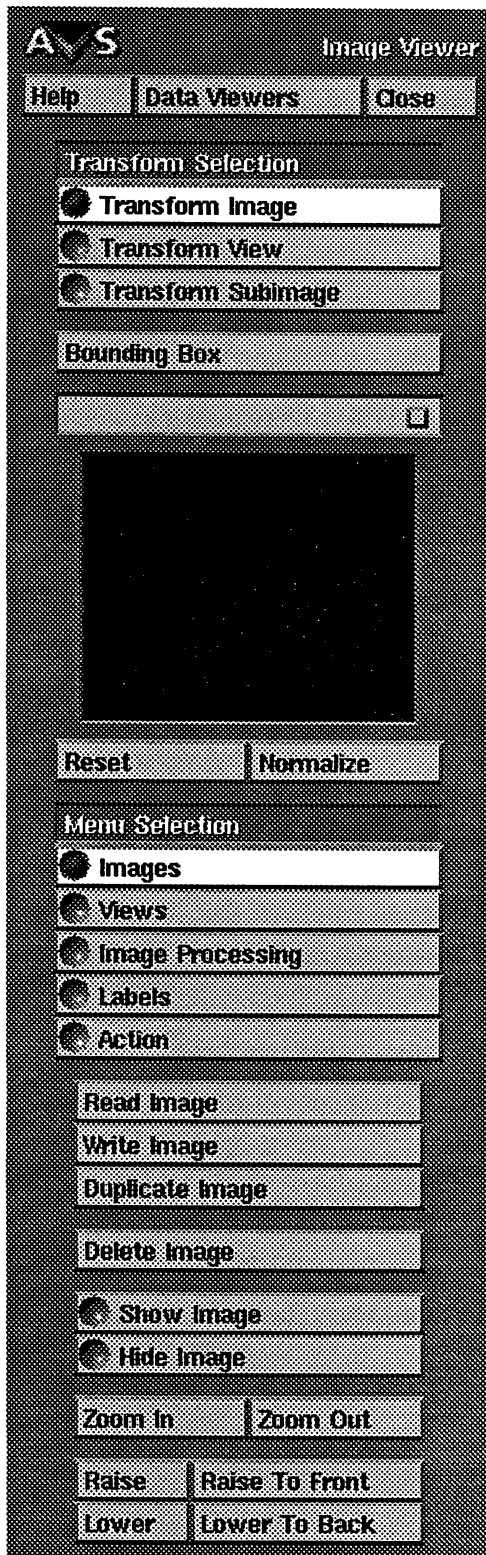 AVS Image Viewer
Help Data Viewers Close
Transform Selection
Transform Image
Transform View
Transform Subimage
Bounding Box
Reset Normalize
Menu Selection
Images
Views
Image Processing
Labels
Action
Read Image
Write Image
Duplicate Image
Delete Image
Show Image
Hide Image
Zoom In Zoom Out
Raise Raise To Front
Lower Lower To Back